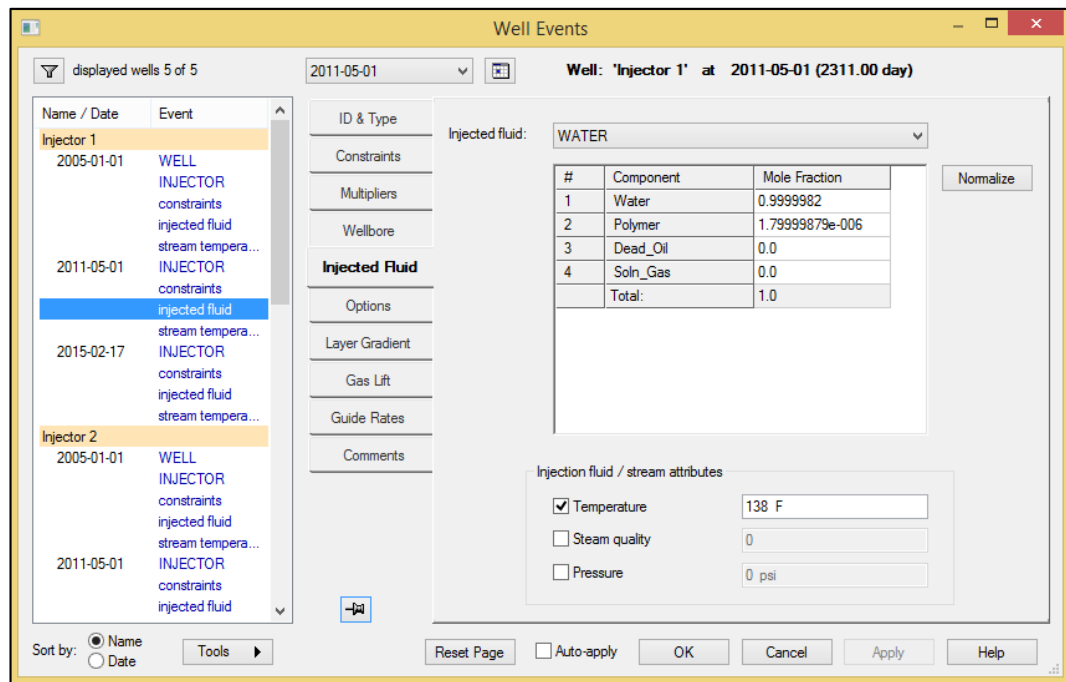 Well Events
displayed wells 5 of 5
2011-05-01
Well: 'Injector 1' at 2011-05-01 (2311.00 day)
Name / Date Event
Injector 1
2005-01-01 WELL
INJECTOR
constraints
injected fluid
stream tempera...
2011-05-01 INJECTOR
constraints
injected fluid
stream tempera...
2015-02-17 INJECTOR
constraints
injected fluid
stream tempera...
Injector 2
2005-01-01 WELL
INJECTOR
constraints
injected fluid
stream tempera...
2011-05-01 INJECTOR
constraints
injected fluid
ID & Type
Constraints
Multipliers
Wellbore
Injected Fluid
Options
Layer Gradient
Gas Lift
Guide Rates
Comments
Injected fluid: WATER
# Component Mole Fraction
1 Water 0.9999982
2 Polymer 1.79999879e-006
3 Dead_Oil 0.0
4 Soln_Gas 0.0
Total: 1.0
Normalize
Injection fluid / stream attributes
Temperature 138 F
Steam quality 0
Pressure 0 psi
Sort by: Name
Date
Tools
Reset Page
Auto-apply
OK
Cancel
Apply
Help